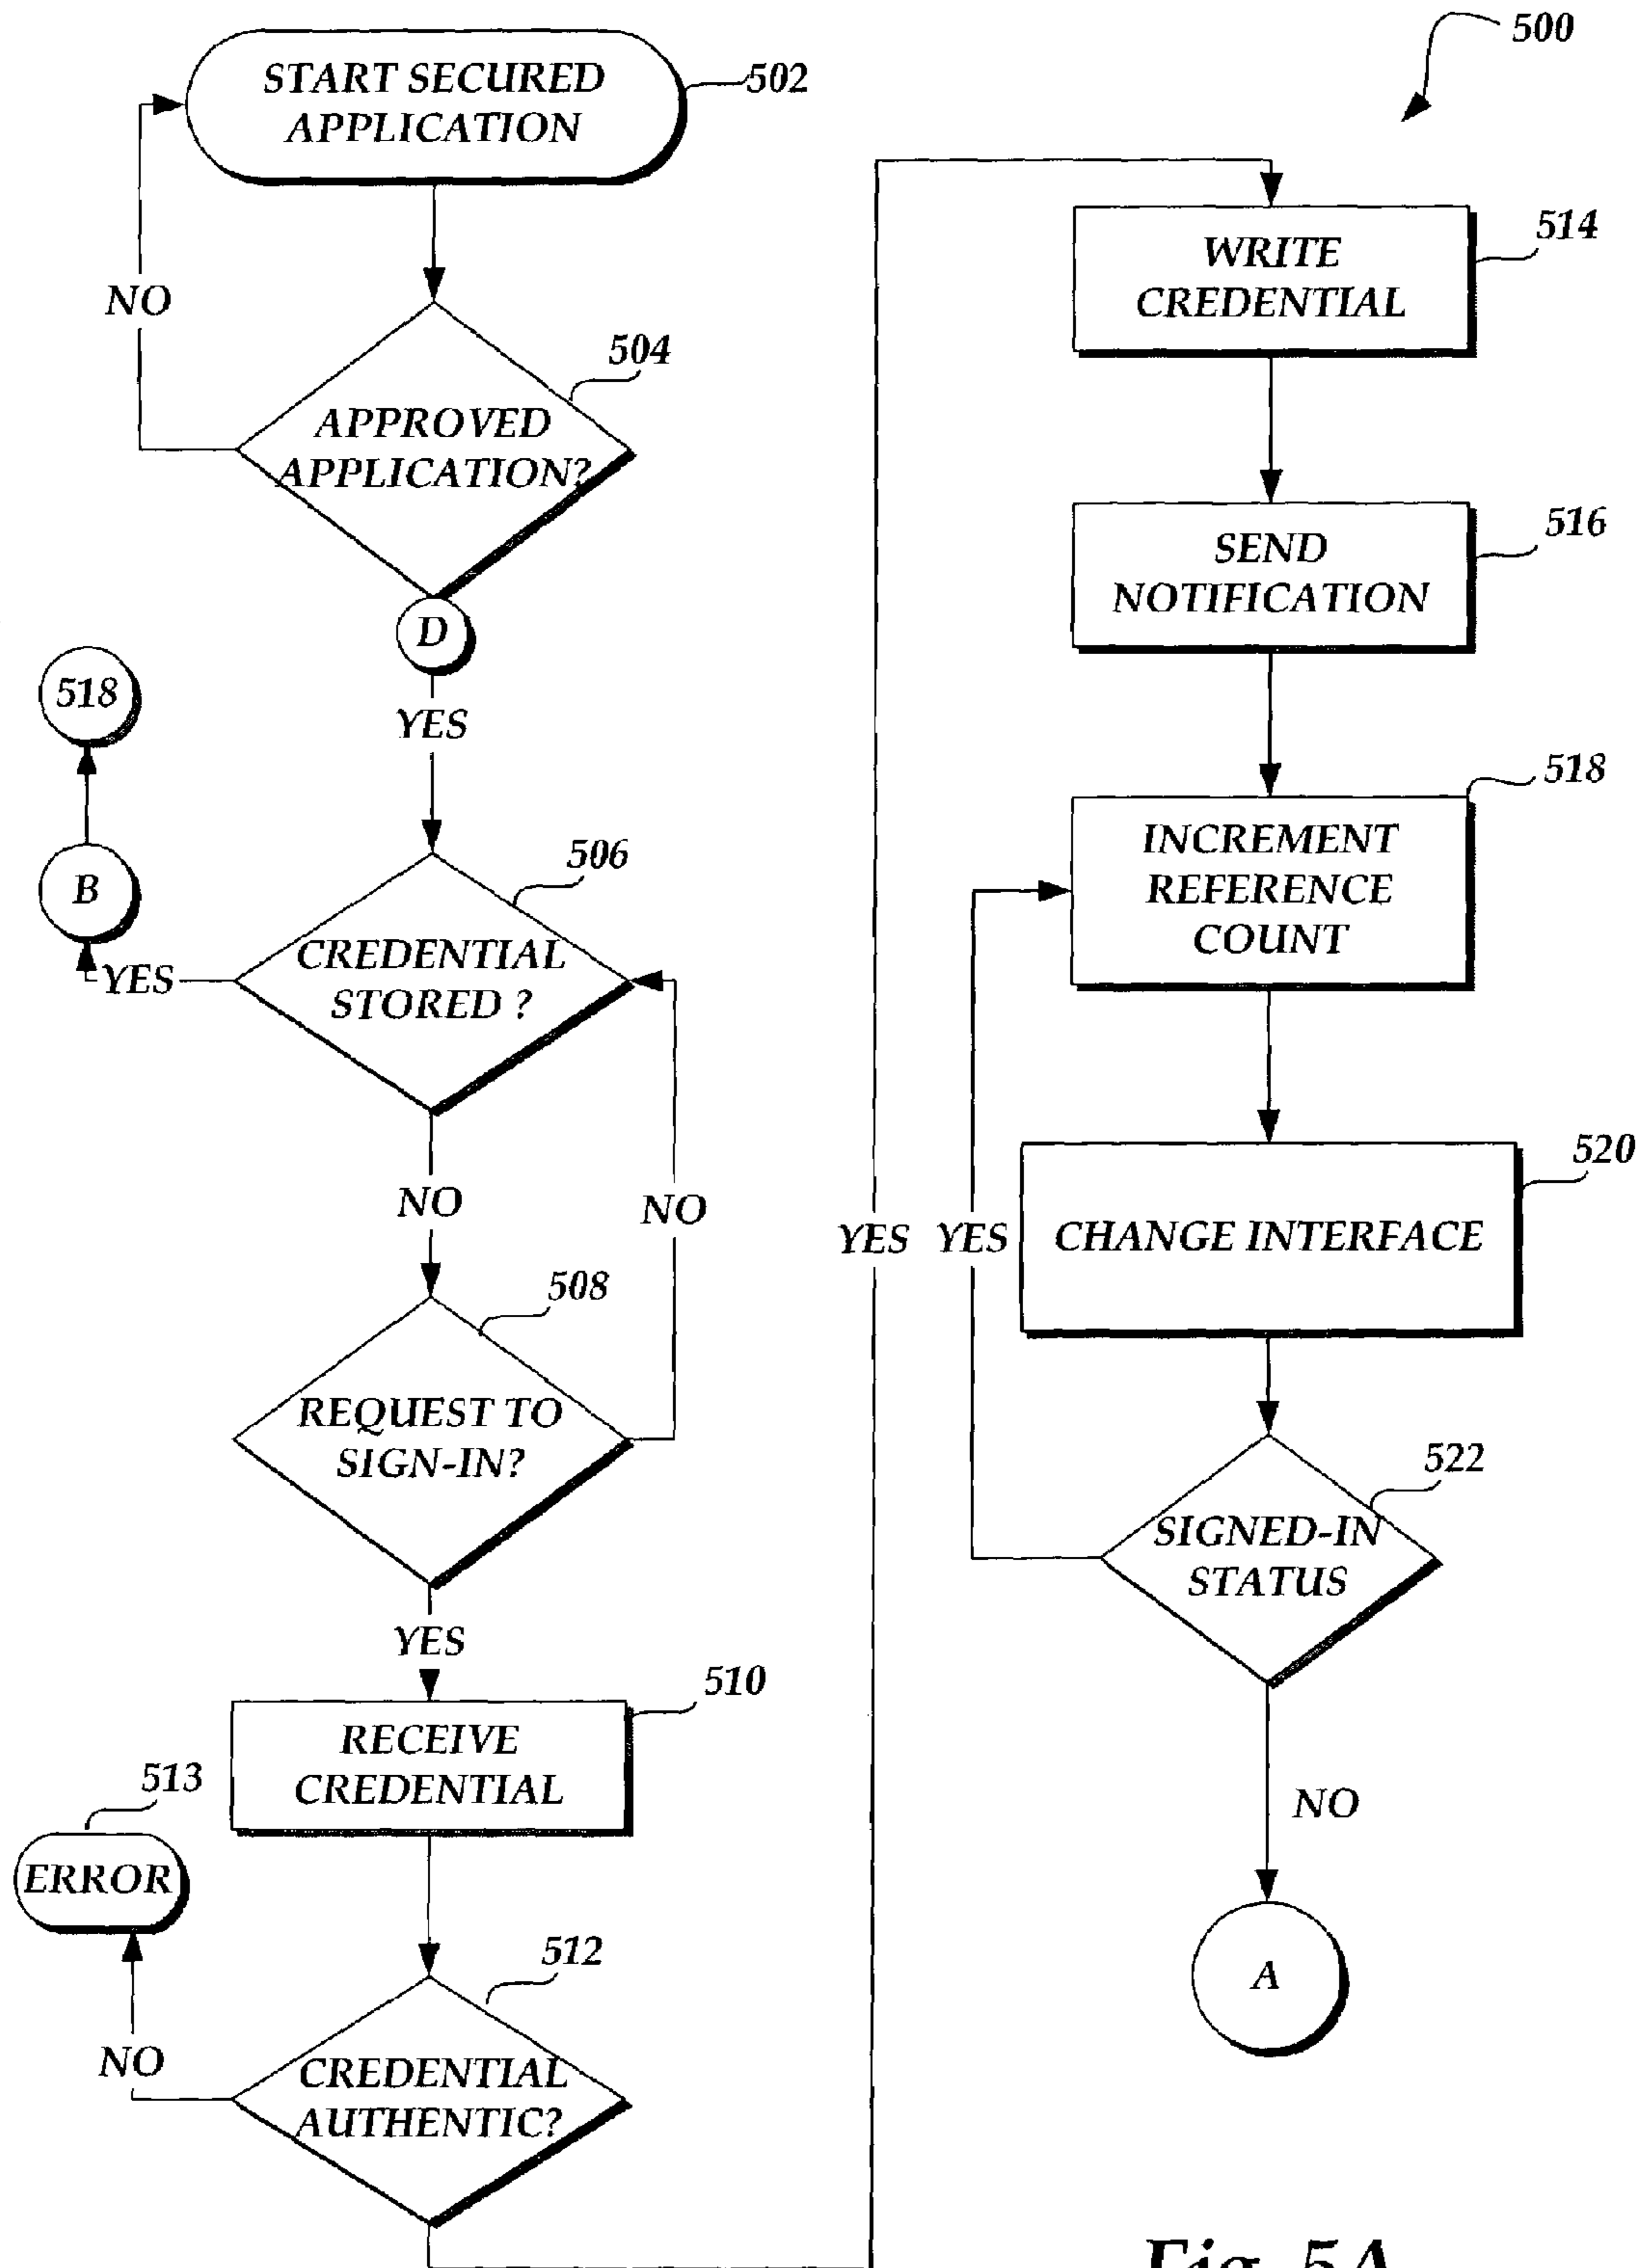 500
START SECURED
APPLICATION
502
NO
504
APPROVED
APPLICATION?
D
YES
518
B
YES
506
CREDENTIAL
STORED ?
NO
NO
508
REQUEST TO
SIGN-IN?
YES
510
RECEIVE
CREDENTIAL
513
ERROR
NO
512
CREDENTIAL
AUTHENTIC?
YES
514
WRITE
CREDENTIAL
516
SEND
NOTIFICATION
518
INCREMENT
REFERENCE
COUNT
YES
520
CHANGE INTERFACE
522
SIGNED-IN
STATUS
NO
A
Fig. 5A